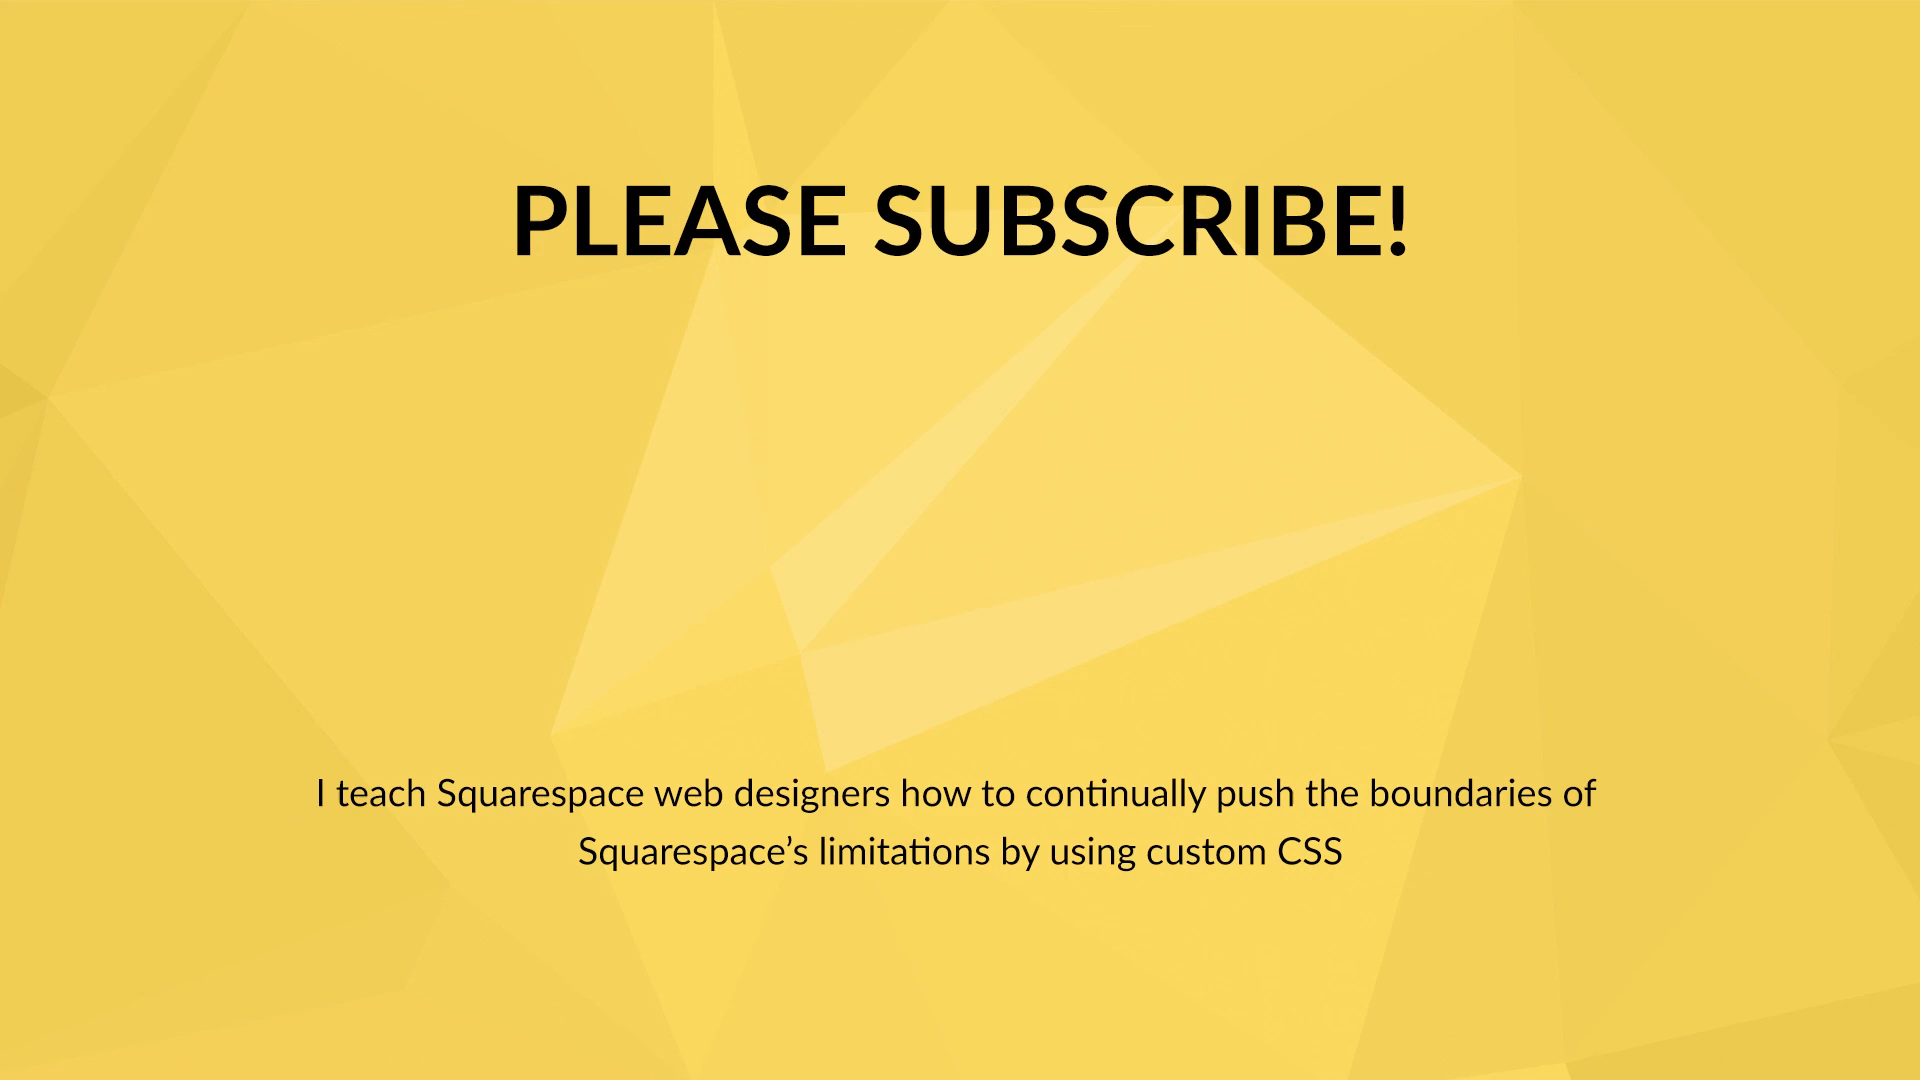 PLEASE SUBSCRIBE!
I teach Squarespace web designers how to continually push the boundaries of
Squarespace’s limitations by using custom CSS